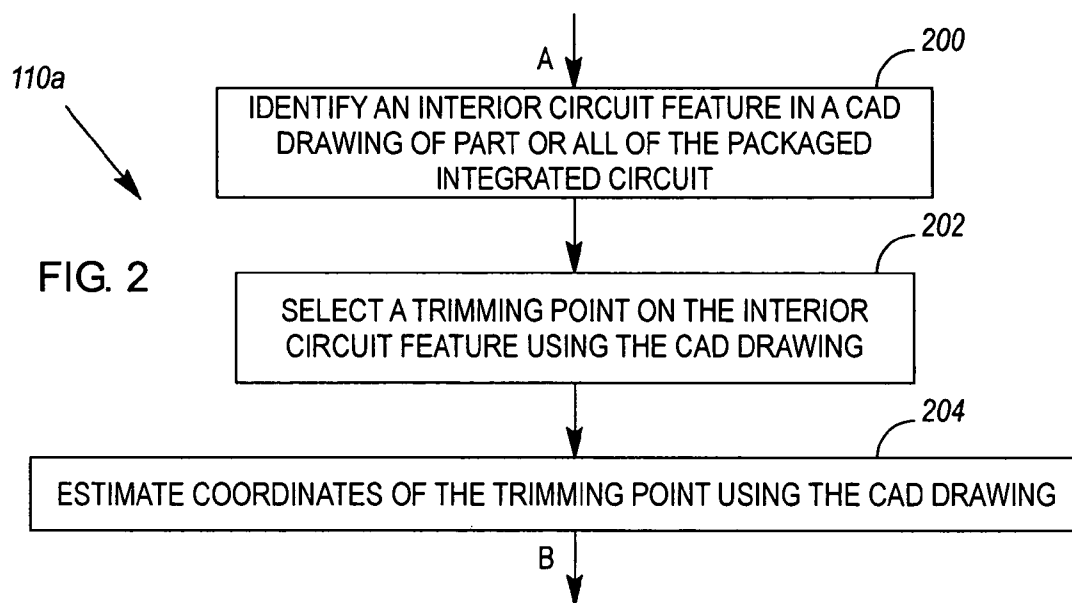 110a
A
200
IDENTIFY AN INTERIOR CIRCUIT FEATURE IN A CAD
DRAWING OF PART OR ALL OF THE PACKAGED
INTEGRATED CIRCUIT
202
FIG. 2
SELECT A TRIMMING POINT ON THE INTERIOR
CIRCUIT FEATURE USING THE CAD DRAWING
204
ESTIMATE COORDINATES OF THE TRIMMING POINT USING THE CAD DRAWING
B